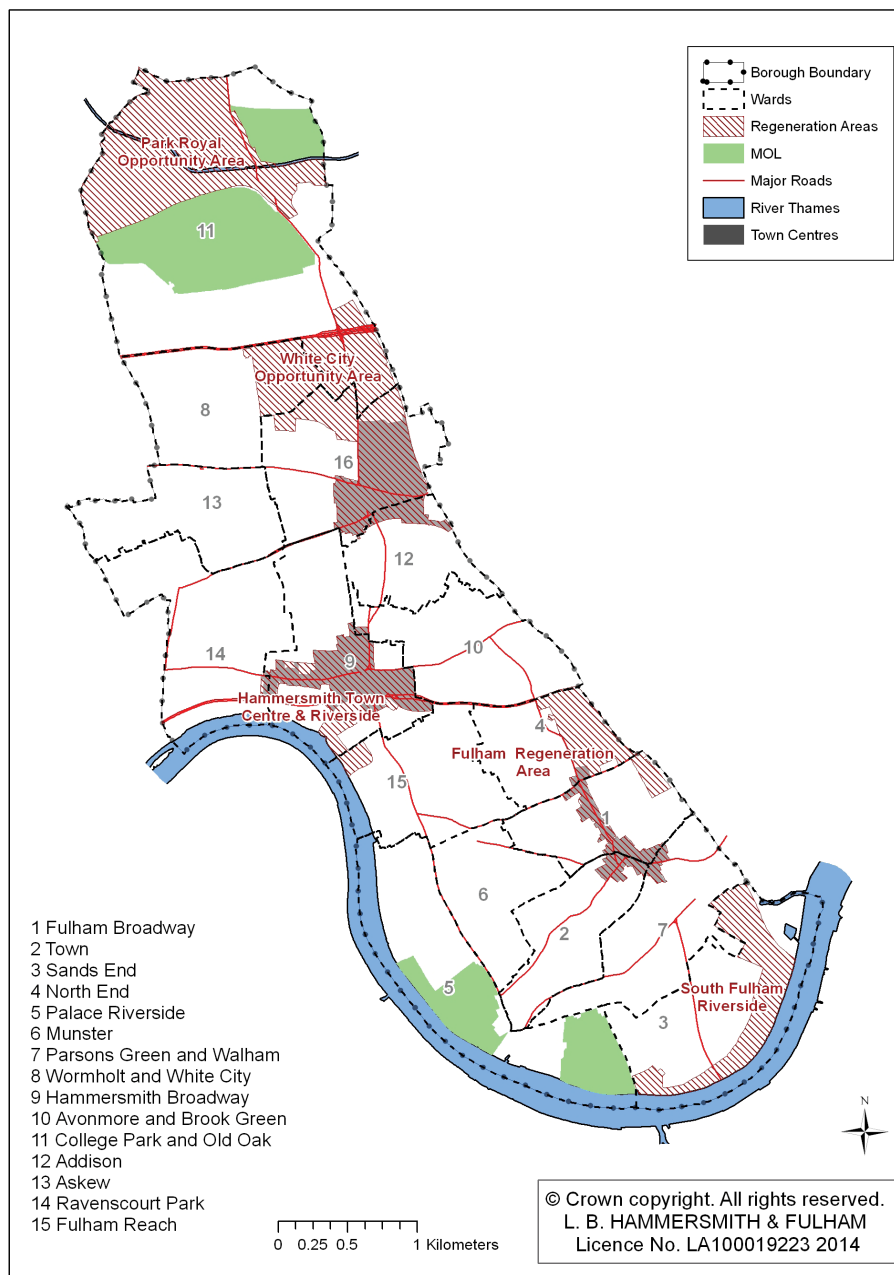 Borough Boundary
Wards
Regeneration Areas
MOL
Major Roads
River Thames
Town Centres
Park Royal
Opportunity Area
11
White City
Opportunity Area
8
16
13
12
14
9
10
Hammersmith Town
Centre & Riverside
4
Fulham Regeneration
Area
15
1
6
2
7
5
South Fulham
Riverside
3
1 Fulham Broadway
2 Town
3 Sands End
4 North End
5 Palace Riverside
6 Munster
7 Parsons Green and Walham
8 Wormholt and White City
9 Hammersmith Broadway
10 Avonmore and Brook Green
11 College Park and Old Oak
12 Addison
13 Askew
14 Ravenscourt Park
15 Fulham Reach
0 0.25 0.5 1 Kilometers
N
© Crown copyright. All rights reserved.
L. B. HAMMERSMITH & FULHAM
Licence No. LA100019223 2014